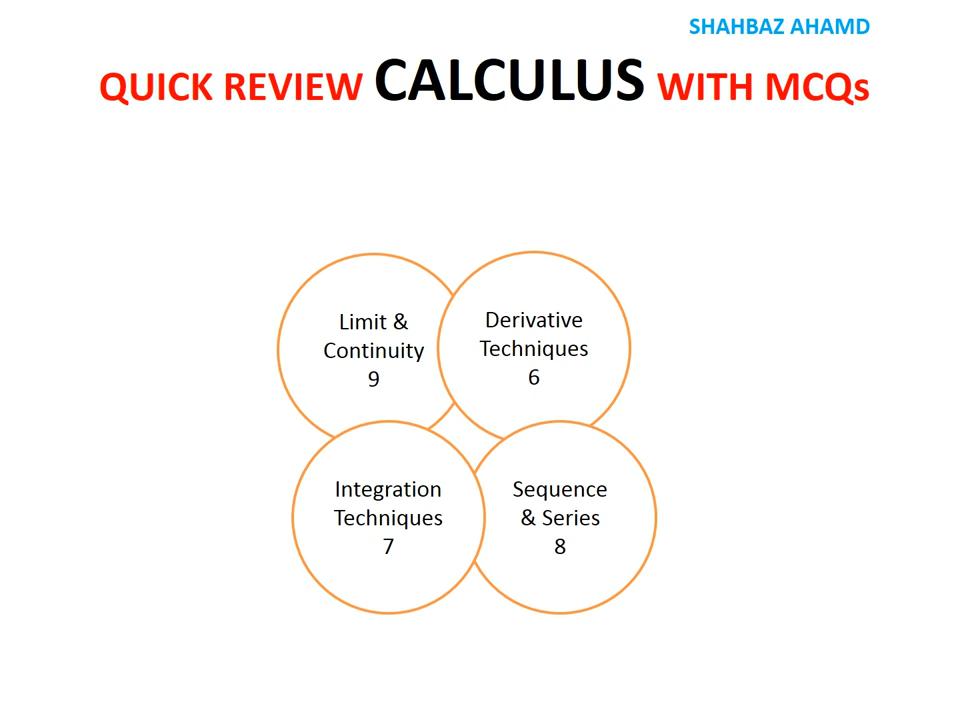 SHAHBAZ AHAMD
QUICK REVIEW CALCULUS WITH MCQs
Limit &
Continuity
9
Derivative
Techniques
6
Integration
Techniques
7
Sequence
& Series
8